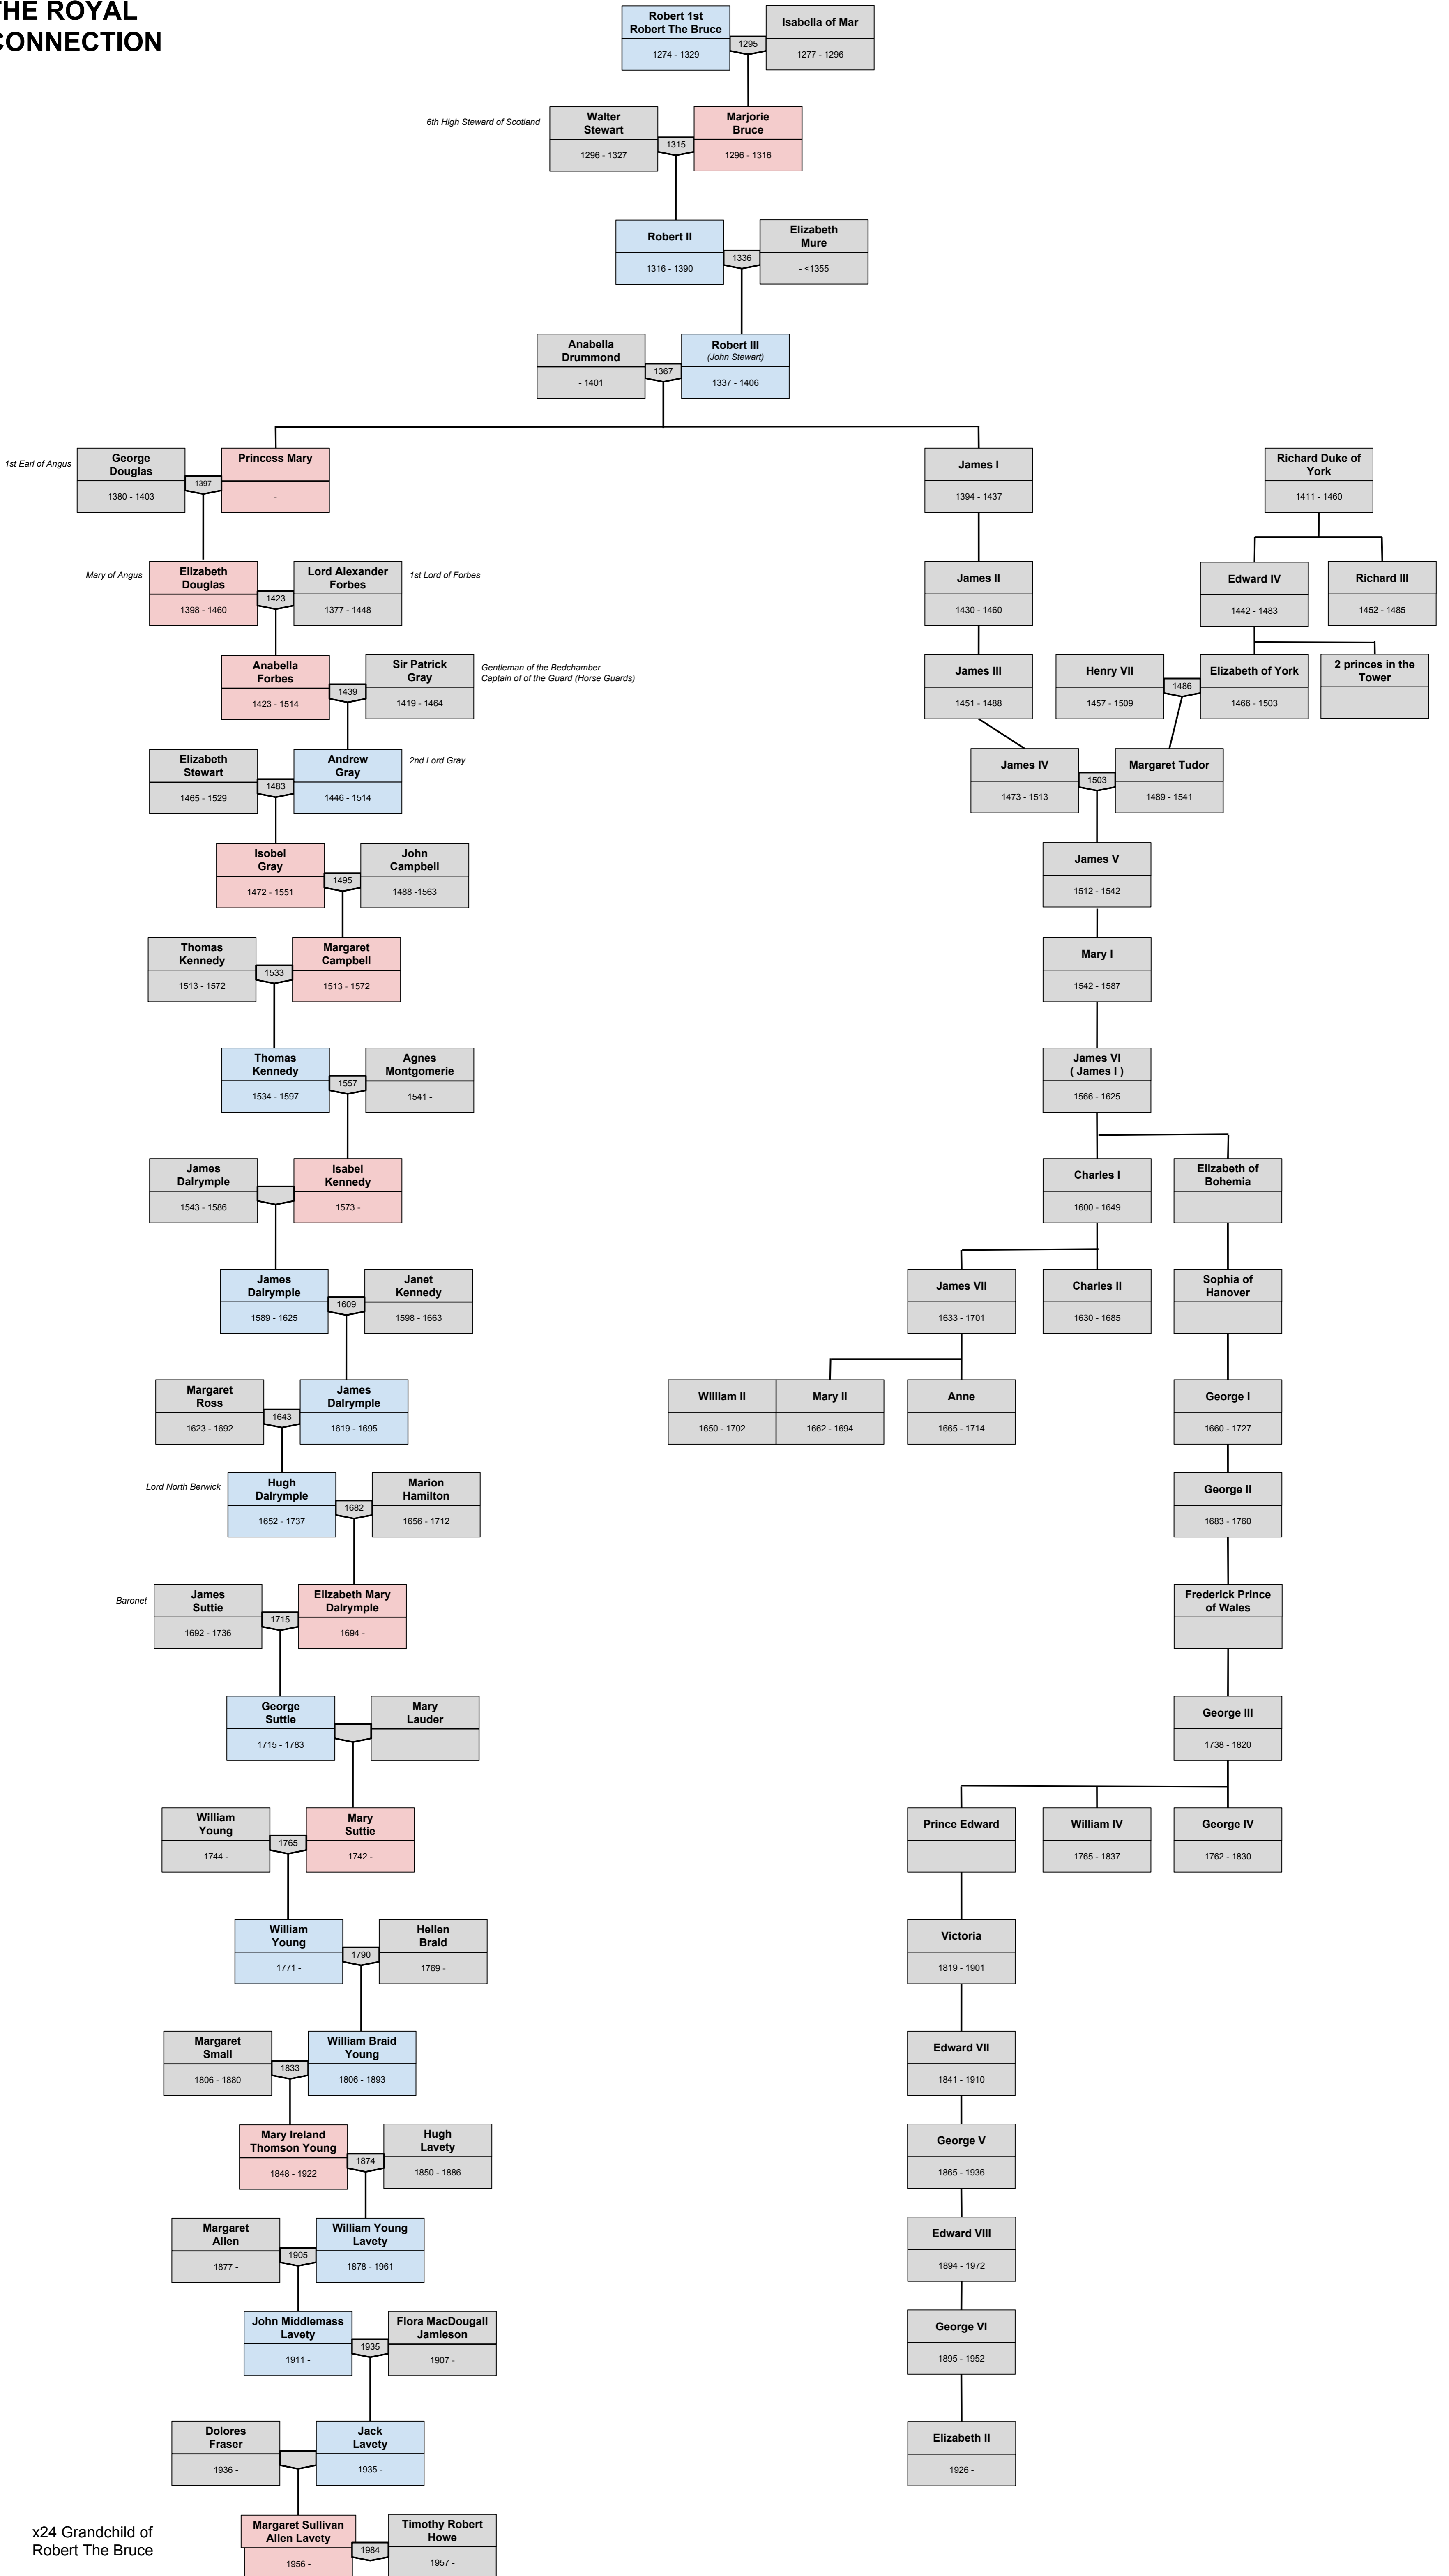 THE ROYAL
CONNECTION
Robert 1st
Robert The Bruce
1274 - 1329
1295
Isabella of Mar
1277 - 1296
6th High Steward of Scotland
Walter
Stewart
1296 - 1327
1315
Marjorie
Bruce
1296 - 1316
Robert II
1316 - 1390
1336
Elizabeth
Mure
- <1355
Anabella
Drummond
- 1401
1367
Robert III
(John Stewart)
1337 - 1406
1st Earl of Angus
George
Douglas
1380 - 1403
1397
Princess Mary
-
James I
1394 - 1437
Richard Duke of
York
1411 - 1460
Mary of Angus
Elizabeth
Douglas
1398 - 1460
1423
Lord Alexander
Forbes
1377 - 1448
1st Lord of Forbes
James II
1430 - 1460
Edward IV
1442 - 1483
Richard III
1452 - 1485
Anabella
Forbes
1423 - 1514
1439
Sir Patrick
Gray
1419 - 1464
Gentleman of the Bedchamber
Captain of of the Guard (Horse Guards)
James III
1451 - 1488
Henry VII
1457 - 1509
1486
Elizabeth of York
1466 - 1503
2 princes in the
Tower
Elizabeth
Stewart
1465 - 1529
1483
Andrew
Gray
1446 - 1514
2nd Lord Gray
James IV
1473 - 1513
1503
Margaret Tudor
1489 - 1541
Isobel
Gray
1472 - 1551
1495
John
Campbell
1488 -1563
James V
1512 - 1542
Thomas
Kennedy
1513 - 1572
1533
Margaret
Campbell
1513 - 1572
Mary I
1542 - 1587
Thomas
Kennedy
1534 - 1597
1557
Agnes
Montgomerie
1541 -
James VI
( James I )
1566 - 1625
James
Dalrymple
1543 - 1586
Isabel
Kennedy
1573 -
Charles I
1600 - 1649
Elizabeth of
Bohemia
James
Dalrymple
1589 - 1625
1609
Janet
Kennedy
1598 - 1663
James VII
1633 - 1701
Charles II
1630 - 1685
Sophia of
Hanover
Margaret
Ross
1623 - 1692
1643
James
Dalrymple
1619 - 1695
William II
1650 - 1702
Mary II
1662 - 1694
Anne
1665 - 1714
George I
1660 - 1727
Lord North Berwick
Hugh
Dalrymple
1652 - 1737
1682
Marion
Hamilton
1656 - 1712
George II
1683 - 1760
Baronet
James
Suttie
1692 - 1736
1715
Elizabeth Mary
Dalrymple
1694 -
Frederick Prince
of Wales
George
Suttie
1715 - 1783
Mary
Lauder
George III
1738 - 1820
William
Young
1744 -
1765
Mary
Suttie
1742 -
Prince Edward
William IV
1765 - 1837
George IV
1762 - 1830
William
Young
1771 -
1790
Hellen
Braid
1769 -
Victoria
1819 - 1901
Margaret
Small
1806 - 1880
1833
William Braid
Young
1806 - 1893
Edward VII
1841 - 1910
Mary Ireland
Thomson Young
1848 - 1922
1874
Hugh
Lavety
1850 - 1886
George V
1865 - 1936
Margaret
Allen
1877 -
1905
William Young
Lavety
1878 - 1961
Edward VIII
1894 - 1972
John Middlemass
Lavety
1911 -
1935
Flora MacDougall
Jamieson
1907 -
George VI
1895 - 1952
Dolores
Fraser
1936 -
Jack
Lavety
1935 -
Elizabeth II
1926 -
x24 Grandchild of
Robert The Bruce
Margaret Sullivan
Allen Lavety
1956 -
1984
Timothy Robert
Howe
1957 -